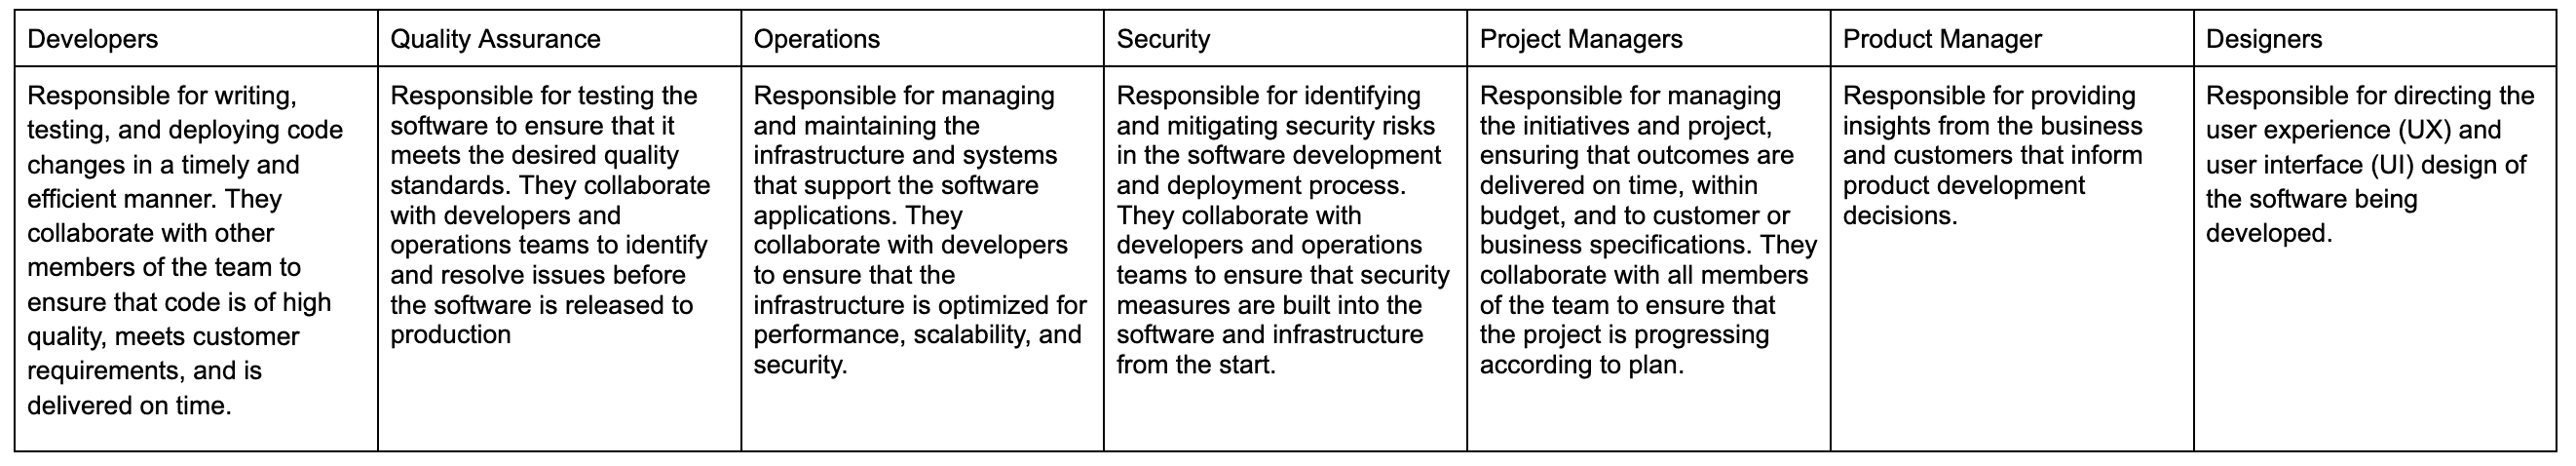 Developers
Quality Assurance
Operations
Security
Project Managers
Product Manager
Designers
Responsible for writing,
testing, and deploying code
changes in a timely and
efficient manner. They
collaborate with other
members of the team to
ensure that code is of high
quality, meets customer
requirements, and is
delivered on time.
Responsible for testing the
software to ensure that it
meets the desired quality
standards. They collaborate
with developers and
operations teams to identify
and resolve issues before
the software is released to
production
Responsible for managing
and maintaining the
infrastructure and systems
that support the software
applications. They
collaborate with developers
to ensure that the
infrastructure is optimized for
performance, scalability, and
security.
Responsible for identifying
and mitigating security risks
in the software development
and deployment process.
They collaborate with
developers and operations
teams to ensure that security
measures are built into the
software and infrastructure
from the start.
Responsible for managing
the initiatives and project,
ensuring that outcomes are
delivered on time, within
budget, and to customer or
business specifications. They
collaborate with all members
of the team to ensure that
the project is progressing
according to plan.
Responsible for providing
insights from the business
and customers that inform
product development
decisions.
Responsible for directing the
user experience (UX) and
user interface (UI) design of
the software being
developed.